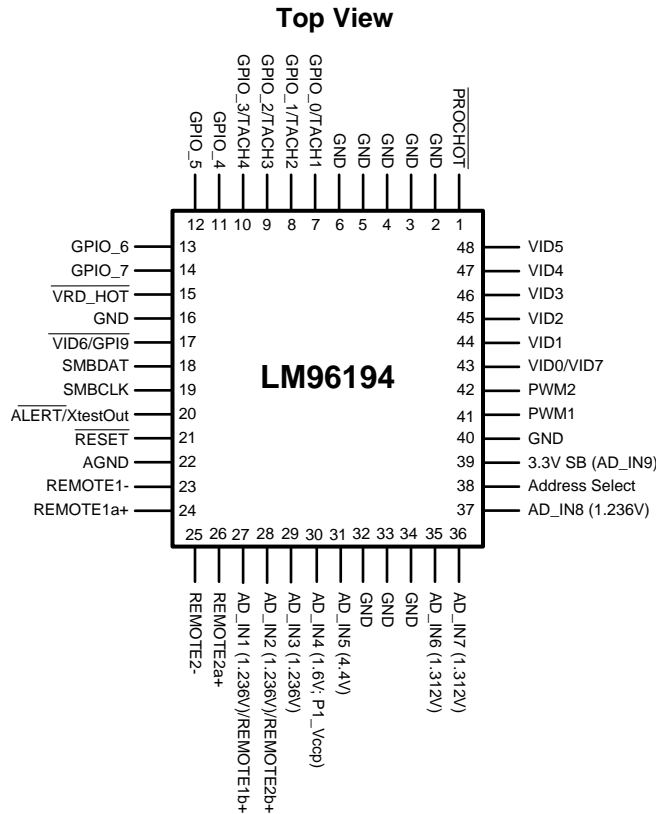 Top View
GPIO_5
GPIO_4
GPIO_3/TACH4
GPIO_2/TACH3
GPIO_1/TACH2
GPIO_0/TACH1
GND
GND
GND
GND
GND
PROCHOT
12 11 10 9 8 7 6 5 4 3 2 1
GPIO_6 13
GPIO_7 14
VRD_HOT 15
GND 16
VID6/GPI9 17
SMBDAT 18
SMBCLK 19
ALERT/XtestOut 20
RESET 21
AGND 22
REMOTE1- 23
REMOTE1a+ 24
LM96194
48 VID5
47 VID4
46 VID3
45 VID2
44 VID1
43 VID0/VID7
42 PWM2
41 PWM1
40 GND
39 3.3V SB (AD_IN9)
38 Address Select
37 AD_IN8 (1.236V)
25 26 27 28 29 30 31 32 33 34 35 36
REMOTE2-
REMOTE2a+
AD_IN1 (1.236V)/REMOTE1b+
AD_IN2 (1.236V)/REMOTE2b+
AD_IN3 (1.236V)
AD_IN4 (1.6V; P1_Vccp)
AD_IN5 (4.4V)
GND
GND
GND
AD_IN6 (1.312V)
AD_IN7 (1.312V)